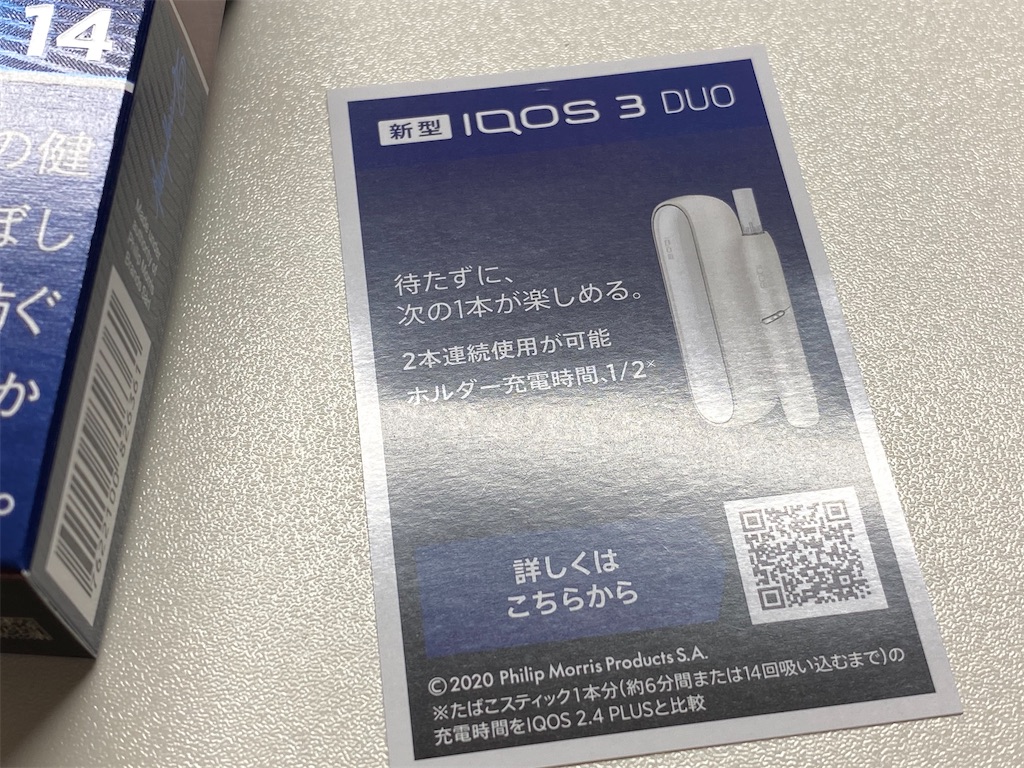 14
の健
ぼし
防ぐ
か
。
新型 IQOS 3 DUO
待たずに、
次の1本が楽しめる。
2本連続使用が可能
ホルダー充電時間、1/2※
詳しくは
こちらから
©2020 Philip Morris Products S.A.
※たばこスティック1本分(約6分間または14回吸い込むまで)の
充電時間をIQOS 2.4 PLUSと比較